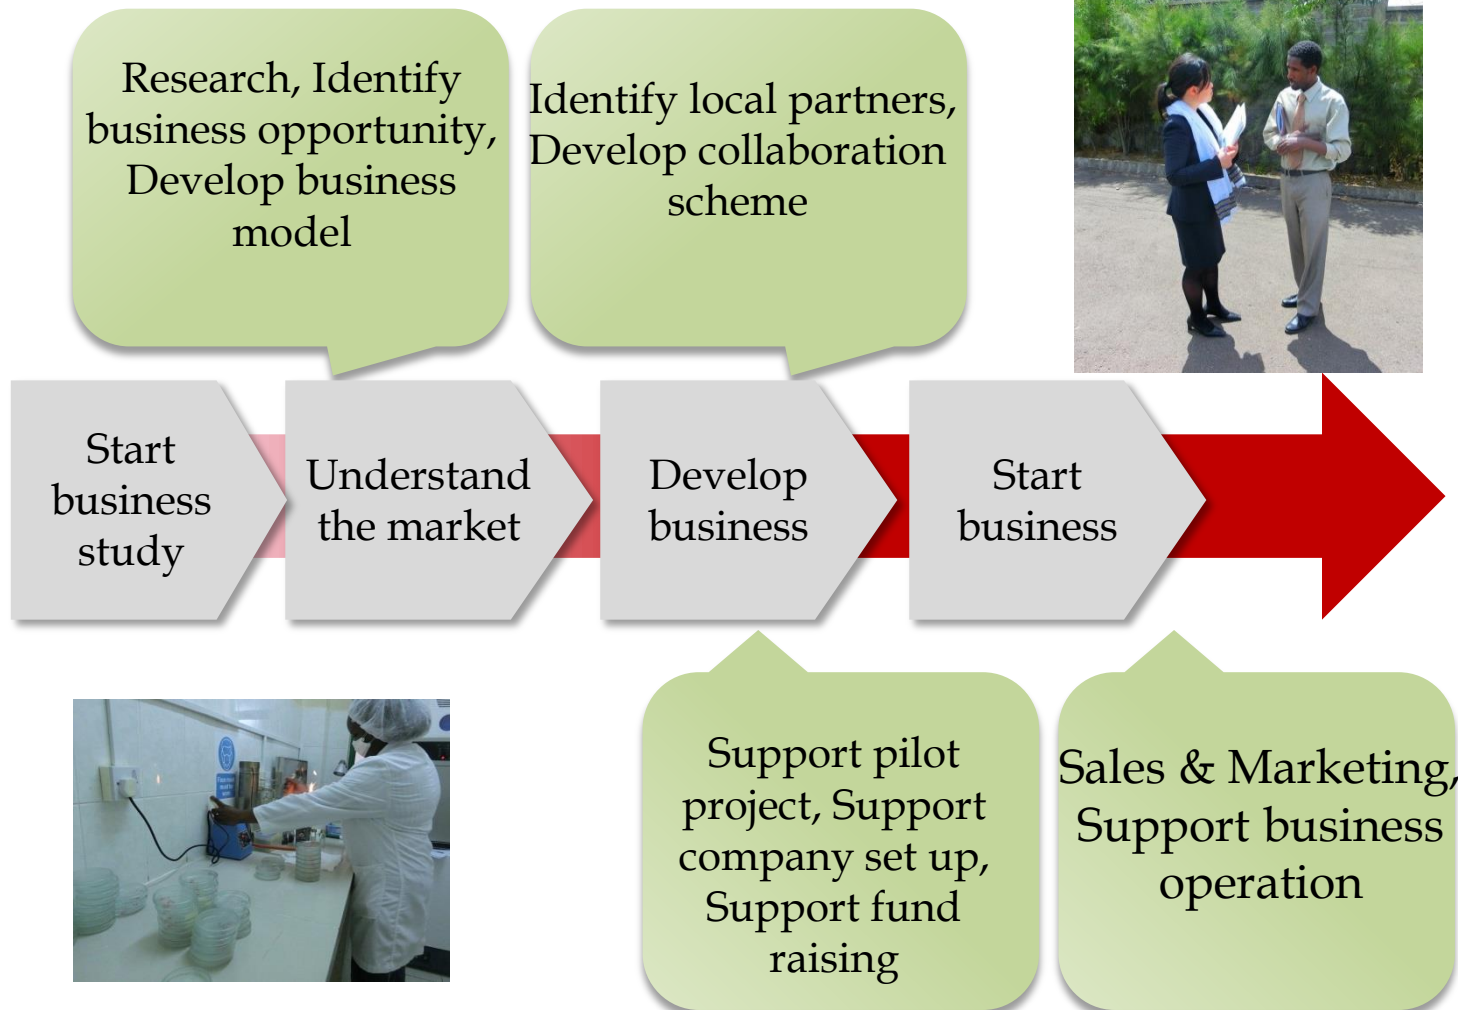 Research, Identify
business opportunity,
Develop business
model
Identify local partners,
Develop collaboration
scheme
Start
business
study
Understand
the market
Develop
business
Start
business
Support pilot
project, Support
company set up,
Support fund
raising
Sales & Marketing,
Support business
operation